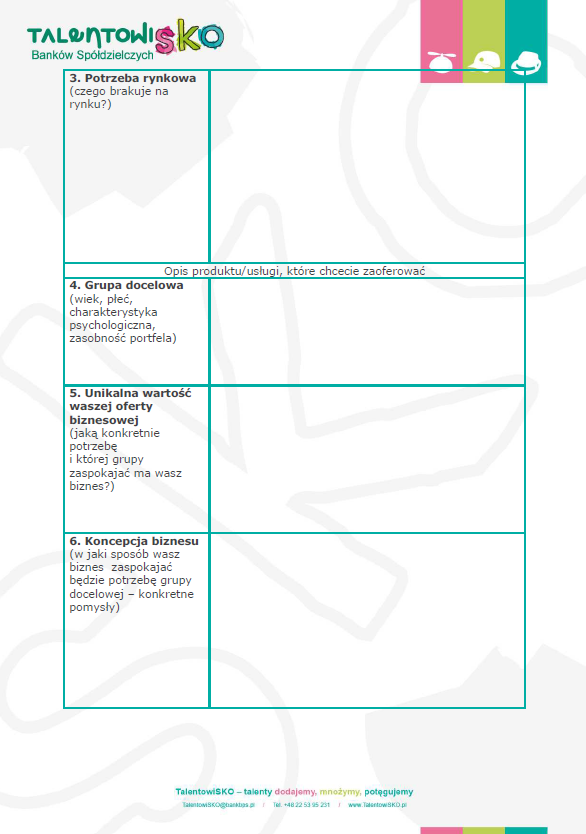 TALENTOWISKO
Banków Spółdzielczych
3. Potrzeba rynkowa
(czego brakuje na
rynku?)
Opis produktu/usługi, które chcecie zaoferować
4. Grupa docelowa
(wiek, płeć,
charakterystyka
psychologiczna,
zasobność portfela)
5. Unikalna wartość
waszej oferty
biznesowej
(jaką konkretnie
potrzebę
i której grupy
zaspokajać ma wasz
biznes?)
6. Koncepcja biznesu
(w jaki sposób wasz
biznes zaspokajać
będzie potrzebę grupy
docelowej – konkretne
pomysły)
TalentowiSKO – talenty dodajemy, mnożymy, potęgujemy
TalentowiSKO@bankbps.pl / Tel. +48 22 53 95 231 / www.TalentowiSKO.pl